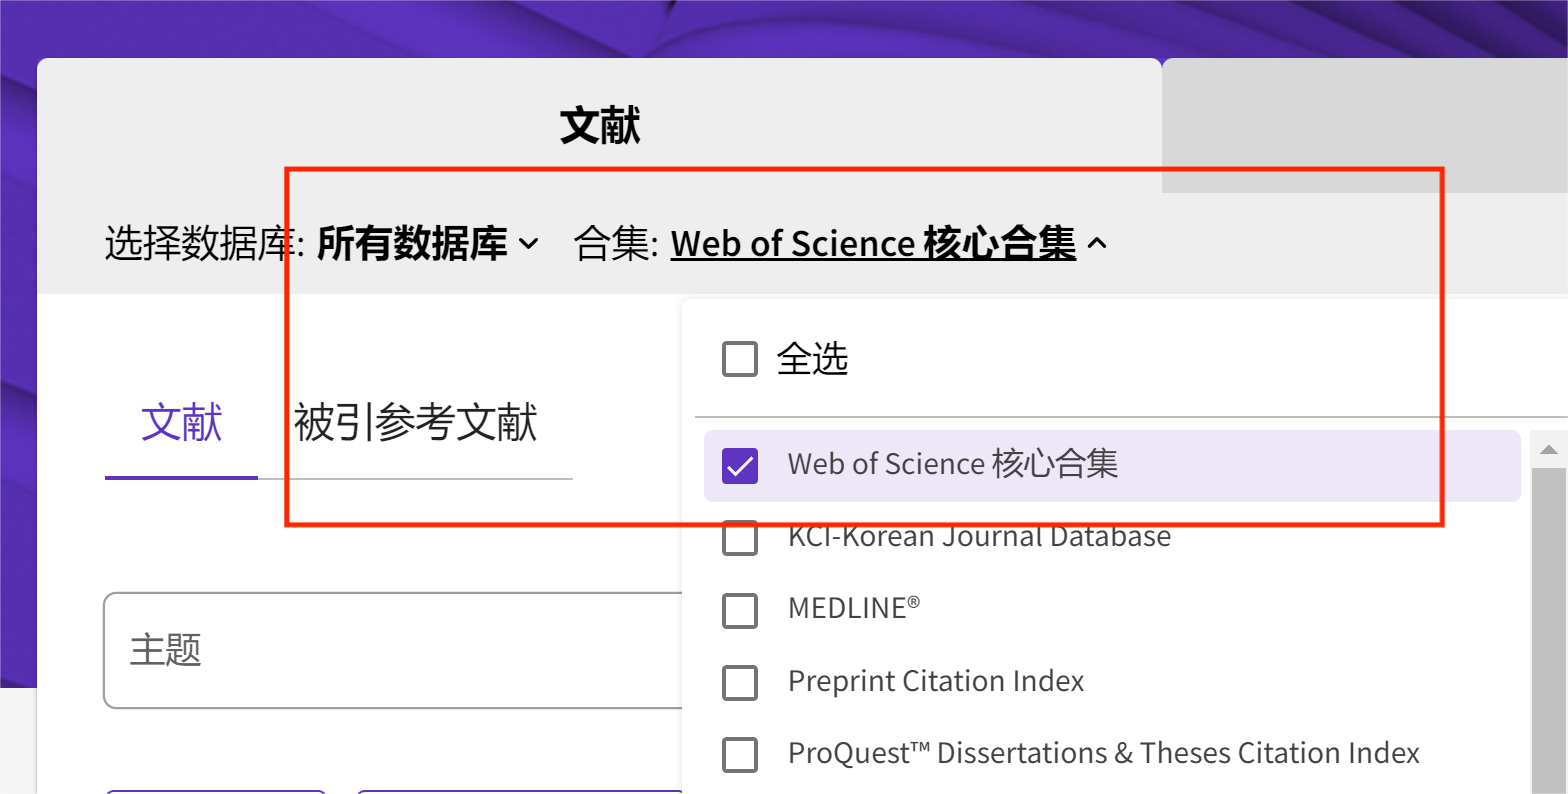 文献
选择数据库: 所有数据库 合集: Web of Science 核心合集
全选
文献 被引参考文献
Web of Science 核心合集
KCI-Korean Journal Database
MEDLINE®
主题
Preprint Citation Index
ProQuest™ Dissertations & Theses Citation Index